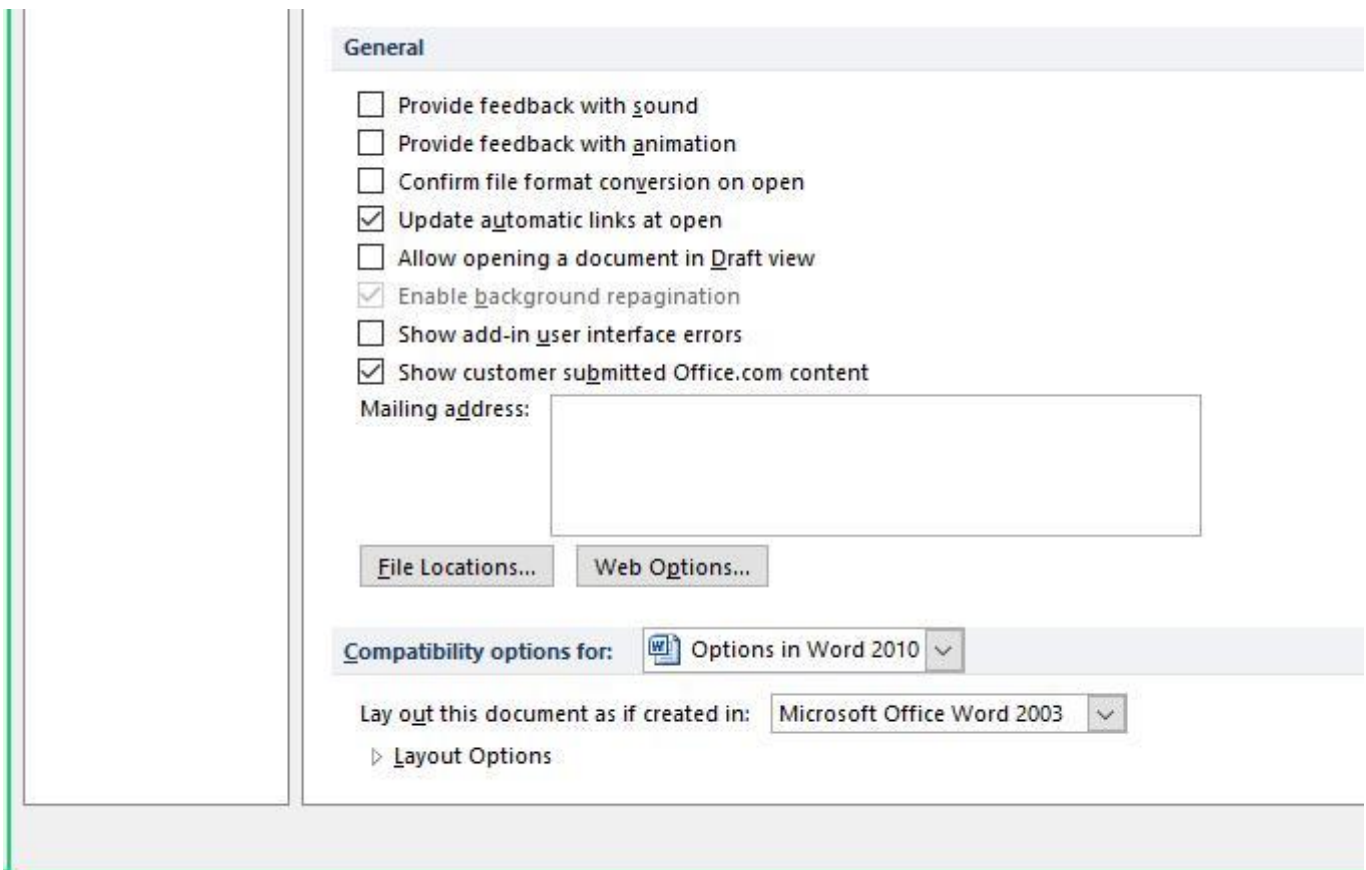 General
Provide feedback with sound
Provide feedback with animation
Confirm file format conversion on open
Update automatic links at open
Allow opening a document in Draft view
Enable background repagination
Show add-in user interface errors
Show customer submitted Office.com content
Mailing address:
File Locations... Web Options...
Compatibility options for: Options in Word 2010
Lay out this document as if created in: Microsoft Office Word 2003
Layout Options